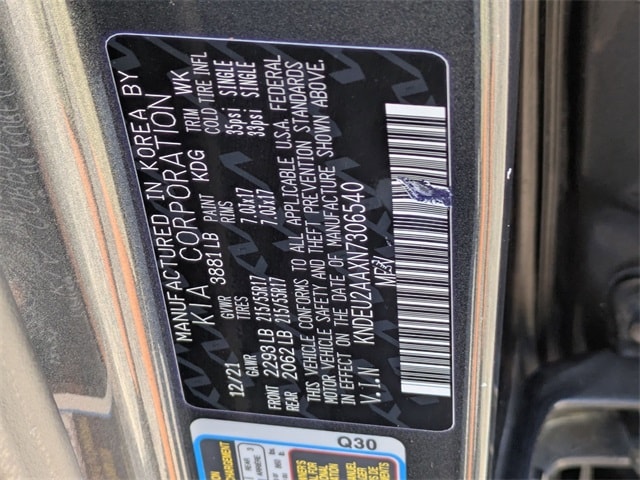 MANUFACTURED IN KOREA BY
KIA CORPORATION
12/21 GVWR 3881LB PAINT KDG TRIM WK
GAWR TIRES RIMS COLD TIRE INFL
FRONT 2293LB 215/55R17 7.0Jx17 35psi SINGLE
REAR 2062LB 215/55R17 7.0Jx17 33psi SINGLE
THIS VEHICLE CONFORMS TO ALL APPLICABLE U.S.A. FEDERAL
MOTOR VEHICLE SAFETY AND THEFT PREVENTION STANDARDS
IN EFFECT ON THE DATE OF MANUFACTURE SHOWN ABOVE.
V.I.N KNDEU2AAXN7306540
MPV
Q30
REAR
ARRIERE